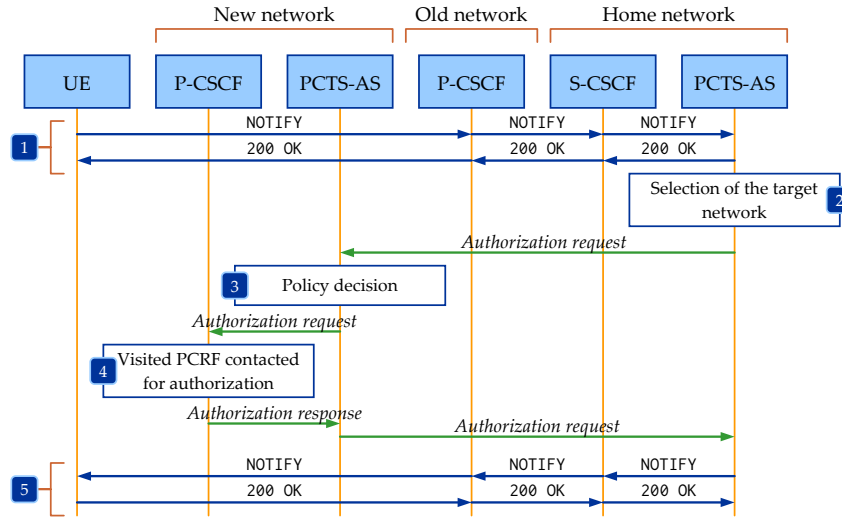 New network Old network Home network
UE P-CSCF PCTS-AS P-CSCF S-CSCF PCTS-AS
NOTIFY NOTIFY NOTIFY
1
200 OK 200 OK 200 OK
Selection of the target
network
2
Authorization request
3
Policy decision
Authorization request
4
Visited PCRF contacted
for authorization
Authorization response
Authorization request
NOTIFY NOTIFY NOTIFY
5
200 OK 200 OK 200 OK